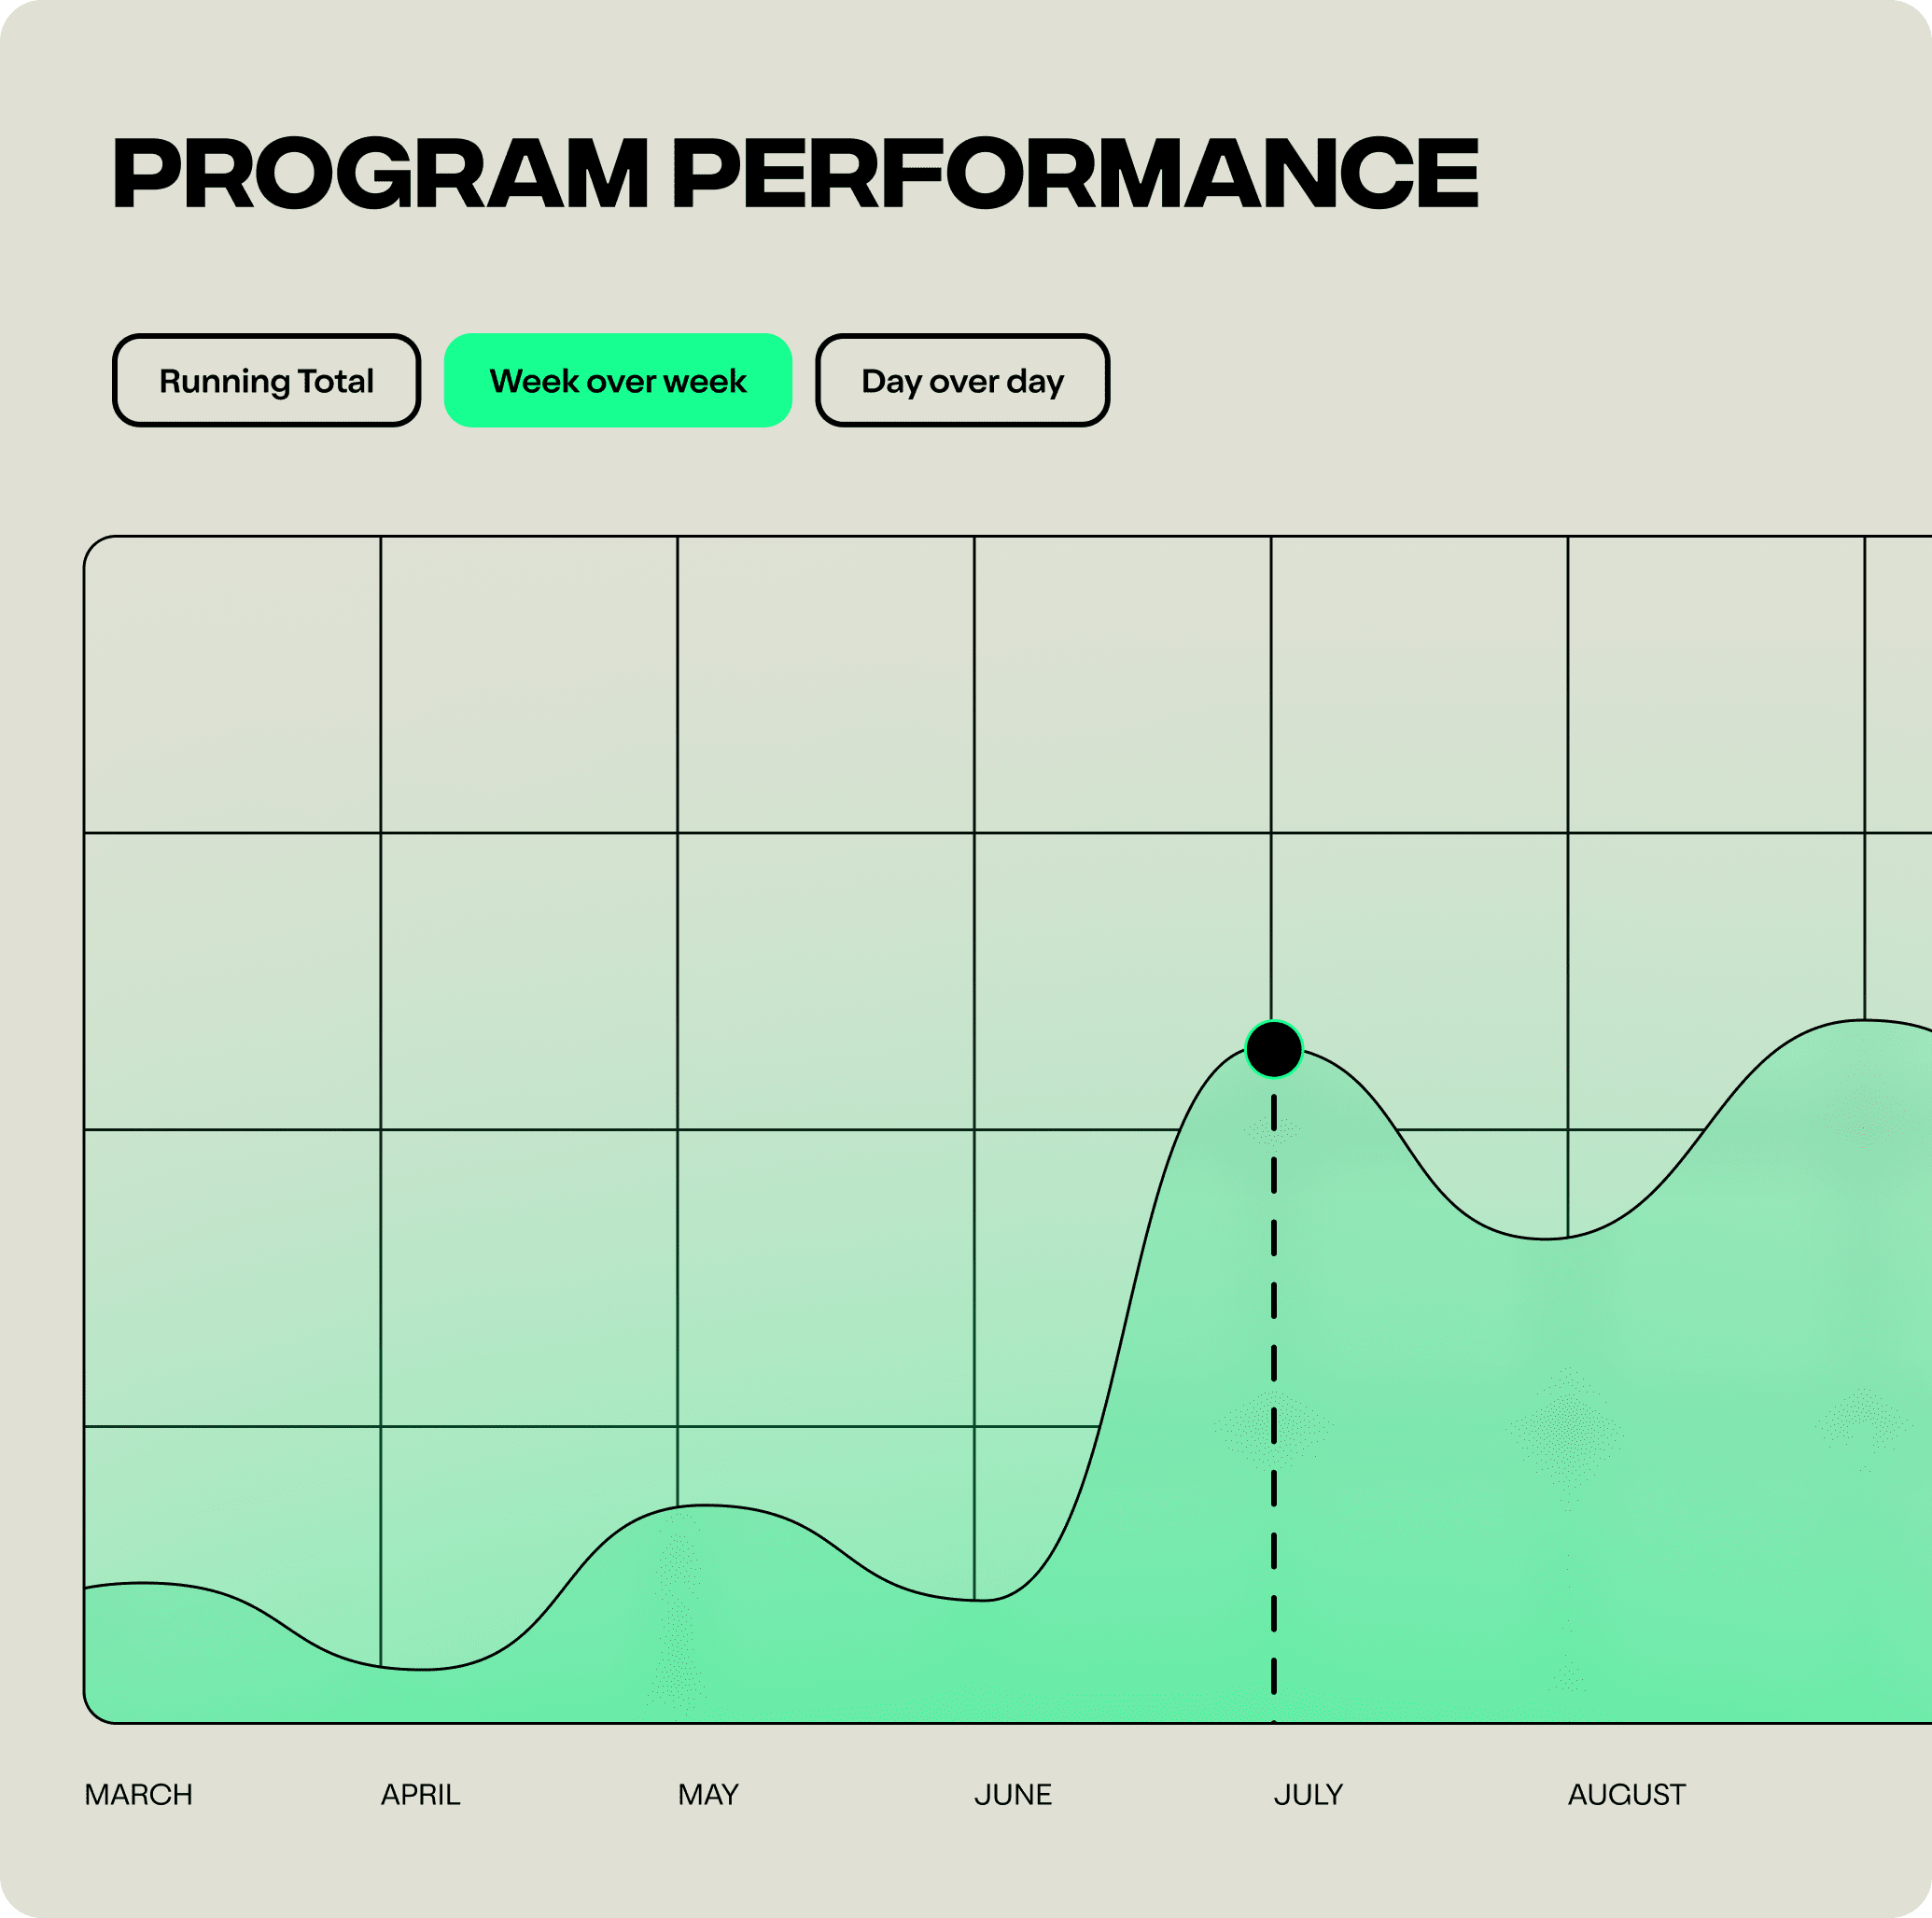 PROGRAM PERFORMANCE
Running Total Week over week Day over day
MARCH APRIL MAY JUNE JULY AUGUST